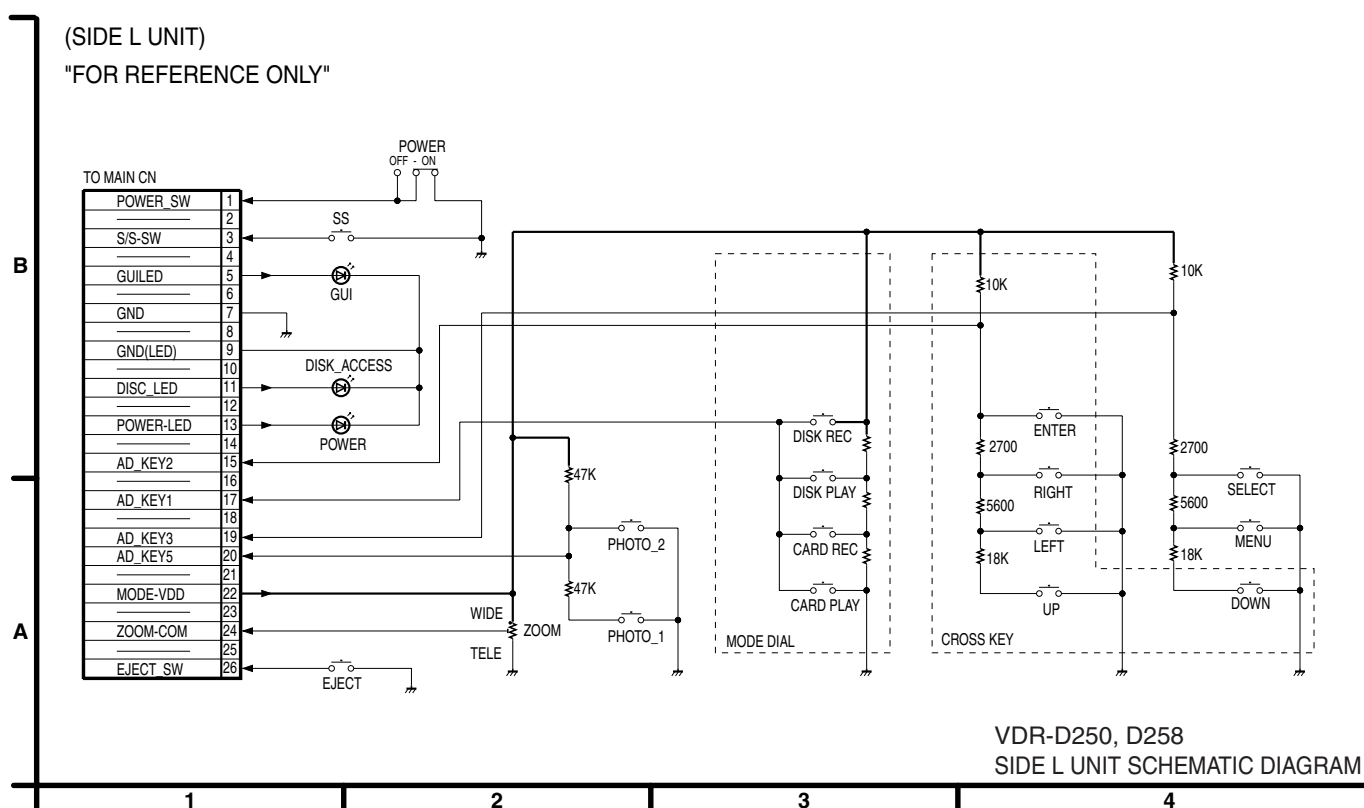 (SIDE L UNIT)
"FOR REFERENCE ONLY"
TO MAIN CN
POWER_SW 1
2
S/S-SW 3
4
GUILED 5
6
GND 7
8
GND(LED) 9
10
DISC_LED 11
12
POWER-LED 13
14
AD_KEY2 15
16
AD_KEY1 17
18
AD_KEY3 19
AD_KEY5 20
21
MODE-VDD 22
23
ZOOM-COM 24
25
EJECT_SW 26
POWER
OFF - ON
SS
GUI
DISK_ACCESS
POWER
EJECT
47K
47K
PHOTO_2
PHOTO_1
WIDE
ZOOM
TELE
DISK REC
DISK PLAY
CARD REC
CARD PLAY
MODE DIAL
10K
2700
5600
18K
ENTER
RIGHT
LEFT
UP
CROSS KEY
10K
2700
5600
18K
SELECT
MENU
DOWN
B
A
VDR-D250, D258
SIDE L UNIT SCHEMATIC DIAGRAM
1 2 3 4